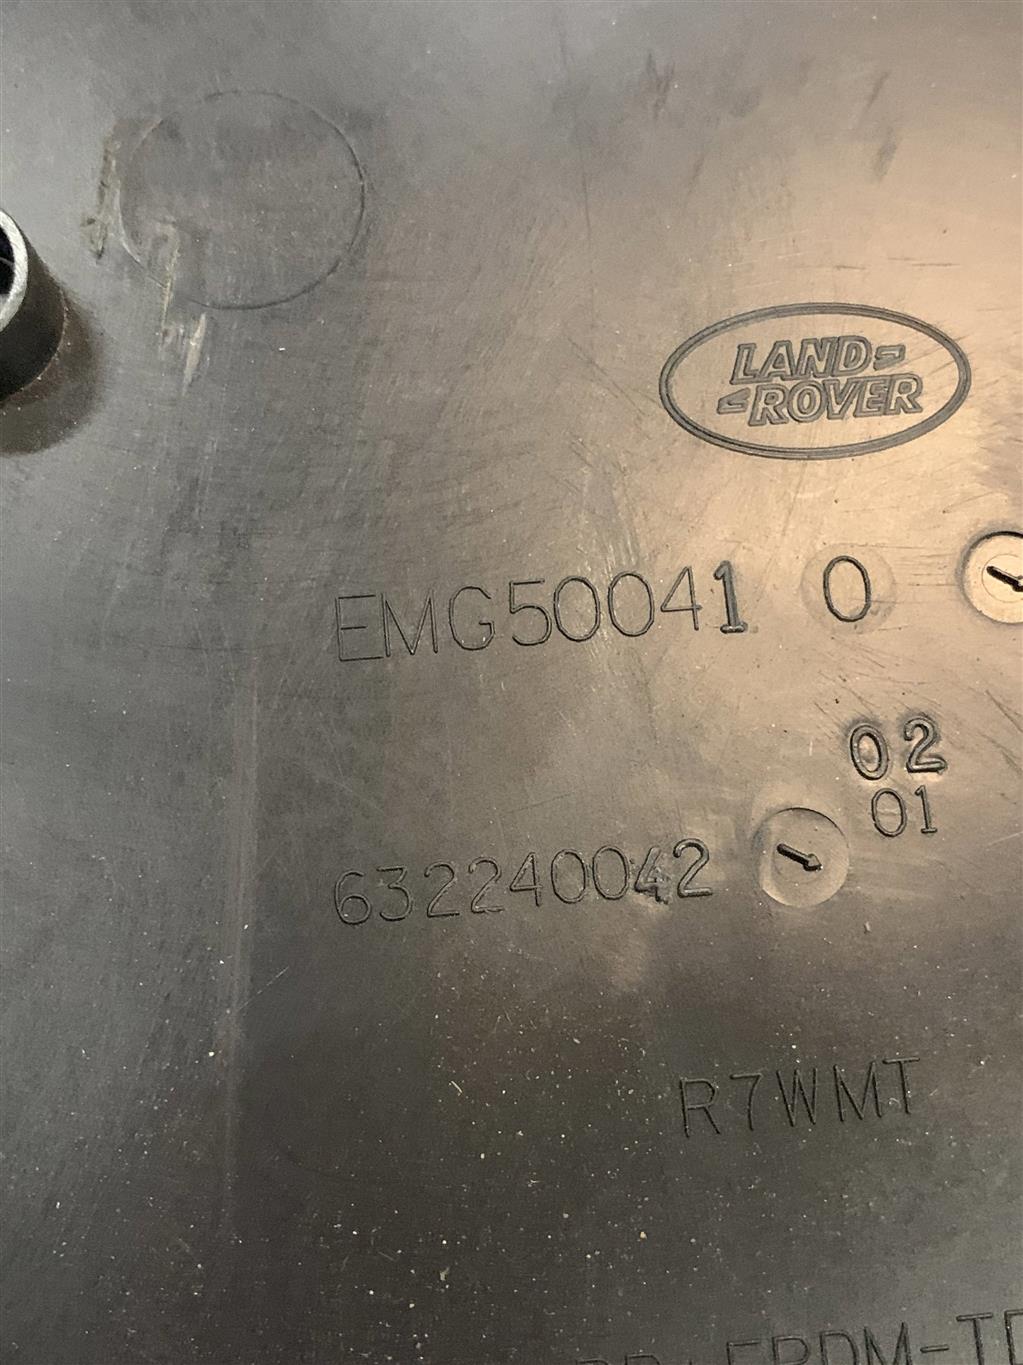 LAND
ROVER
EMG50041 0
02
01
632240042
R7WMT